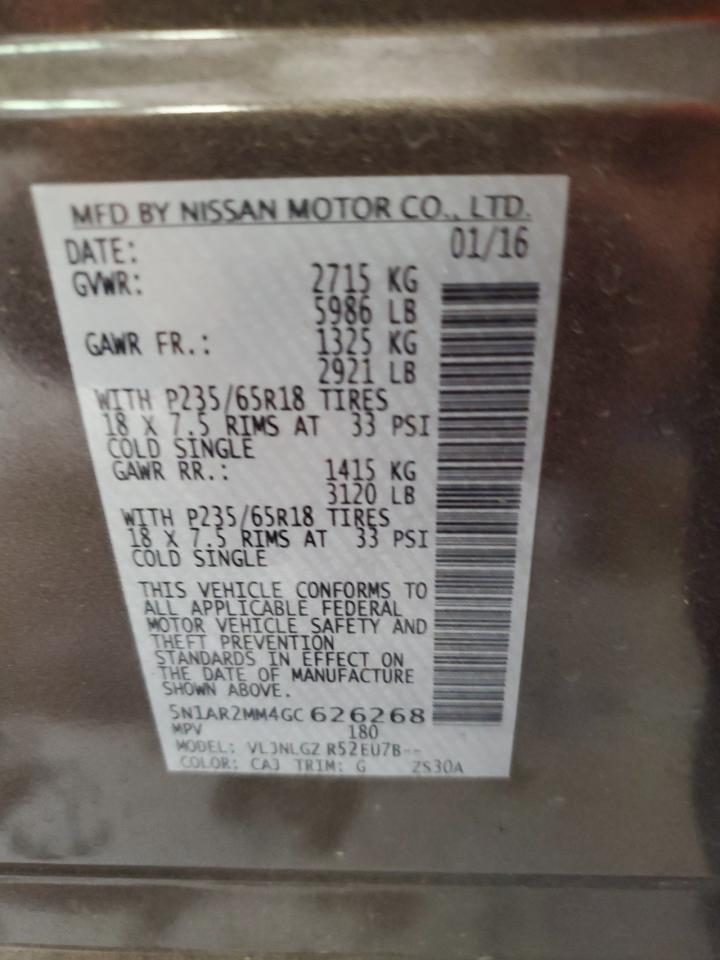 MFD BY NISSAN MOTOR CO., LTD.
DATE: 01/16
GVWR: 2715 KG
5986 LB
GAWR FR.: 1325 KG
2921 LB
WITH P235/65R18 TIRES
18 X 7.5 RIMS AT 33 PSI
COLD SINGLE
GAWR RR.: 1415 KG
3120 LB
WITH P235/65R18 TIRES
18 X 7.5 RIMS AT 33 PSI
COLD SINGLE
THIS VEHICLE CONFORMS TO
ALL APPLICABLE FEDERAL
MOTOR VEHICLE SAFETY AND
THEFT PREVENTION
STANDARDS IN EFFECT ON
THE DATE OF MANUFACTURE
SHOWN ABOVE.
5N1AR2MM4GC626268
MPV 180
MODEL: VLJNLGZ R52EU7B--
COLOR: CAJ TRIM: G ZS30A